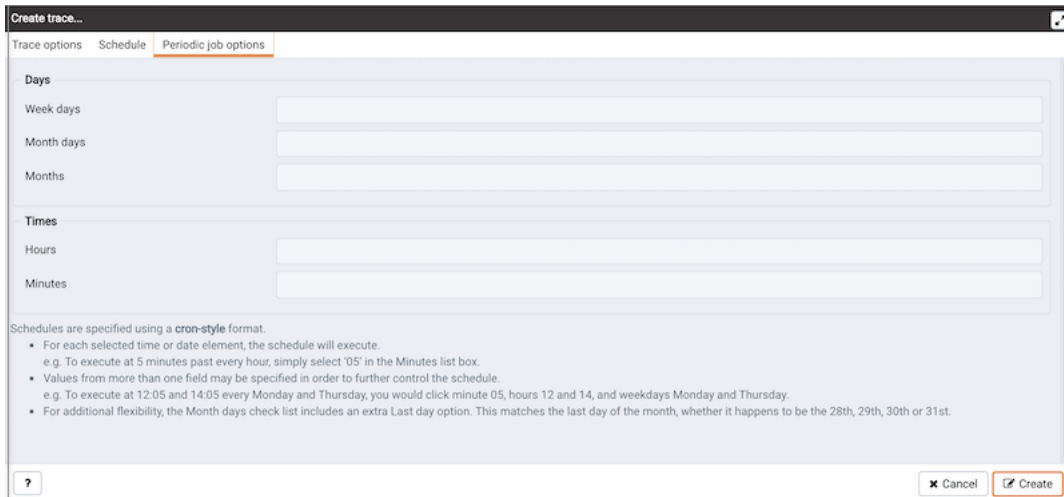 Create trace...
Trace options Schedule Periodic job options
Days
Week days
Month days
Months
Times
Hours
Minutes
Schedules are specified using a cron-style format.
▪ For each selected time or date element, the schedule will execute.
e.g. To execute at 5 minutes past every hour, simply select '05' in the Minutes list box.
▪ Values from more than one field may be specified in order to further control the schedule.
e.g. To execute at 12:05 and 14:05 every Monday and Thursday, you would click minute 05, hours 12 and 14, and weekdays Monday and Thursday.
▪ For additional flexibility, the Month days check list includes an extra Last day option. This matches the last day of the month, whether it happens to be the 28th, 29th, 30th or 31st.
? Cancel Create